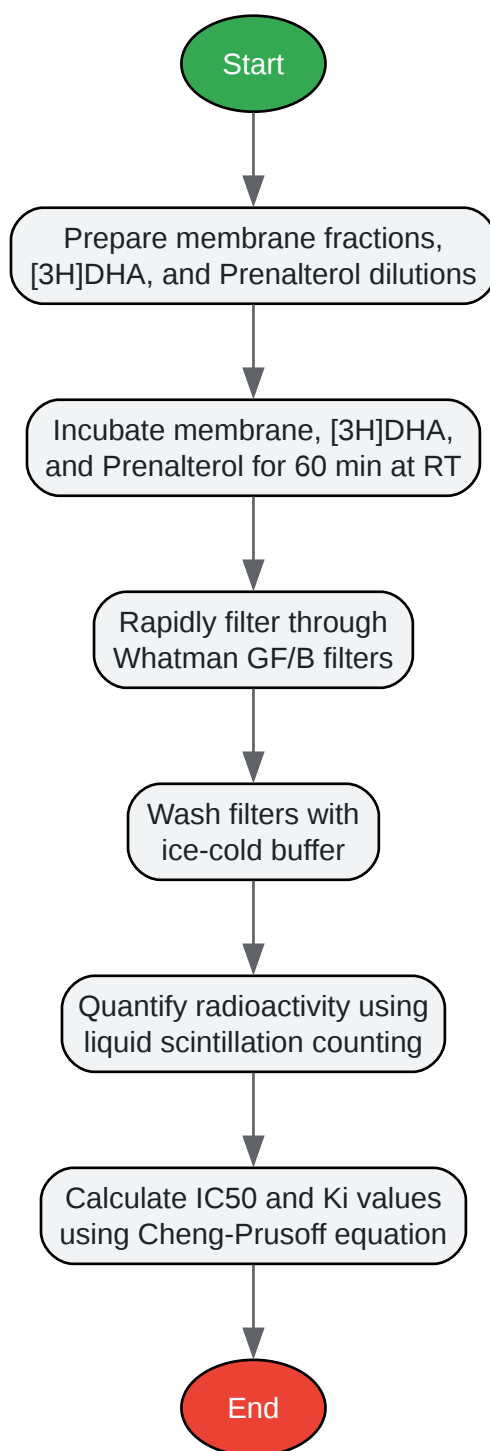 Start
Prepare membrane fractions,
[3H]DHA, and Prenalterol dilutions
Incubate membrane, [3H]DHA,
and Prenalterol for 60 min at RT
Rapidly filter through
Whatman GF/B filters
Wash filters with
ice-cold buffer
Quantify radioactivity using
liquid scintillation counting
Calculate IC50 and Ki values
using Cheng-Prusoff equation
End